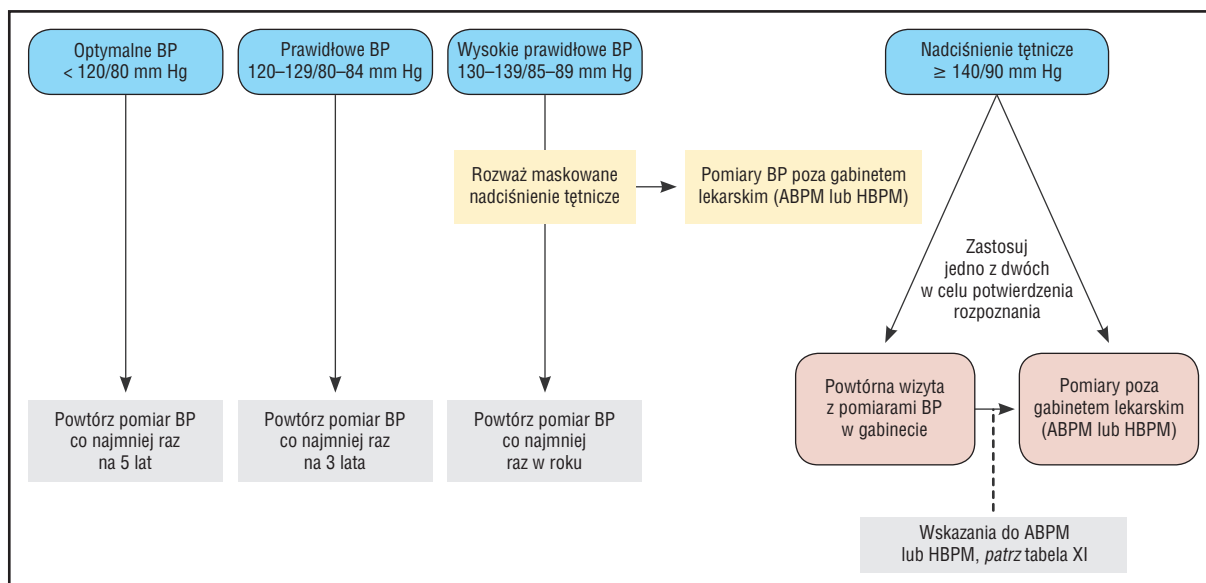 Optymalne BP
< 120/80 mm Hg
Prawidłowe BP
120–129/80–84 mm Hg
Wysokie prawidłowe BP
130–139/85–89 mm Hg
Nadciśnienie tętnicze
≥ 140/90 mm Hg
Rozważ maskowane
nadciśnienie tętnicze
Pomiary BP poza gabinetem
lekarskim (ABPM lub HBPM)
Zastosuj
jedno z dwóch
w celu potwierdzenia
rozpoznania
Powtórz pomiar BP
co najmniej raz
na 5 lat
Powtórz pomiar BP
co najmniej raz
na 3 lata
Powtórz pomiar BP
co najmniej
raz w roku
Powtórna wizyta
z pomiarami BP
w gabinecie
Pomiary poza
gabinetem lekarskim
(ABPM lub HBPM)
Wskazania do ABPM
lub HBPM, patrz tabela XI